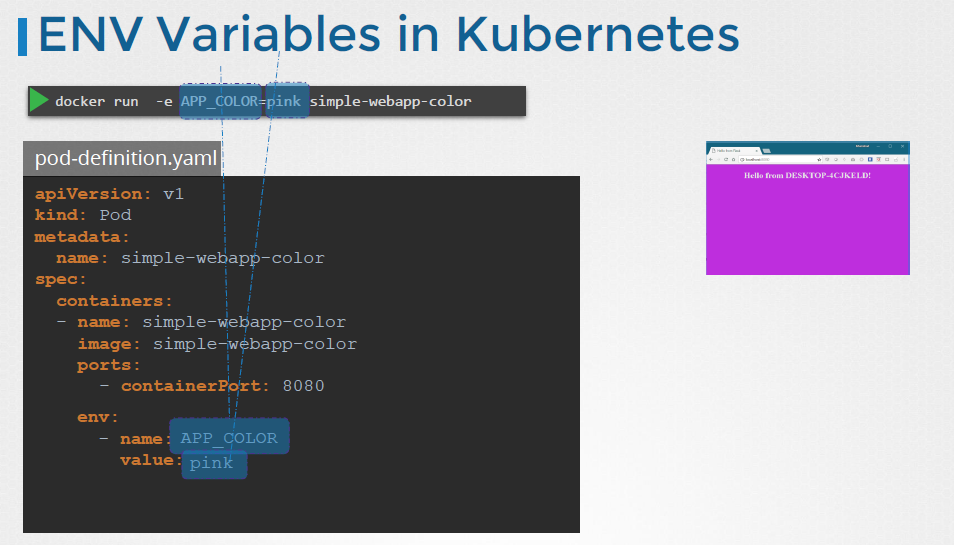 ENV Variables in Kubernetes
docker run -e APP_COLOR=pink simple-webapp-color
pod-definition.yaml
apiVersion: v1
kind: Pod
metadata:
name: simple-webapp-color
spec:
containers:
- name: simple-webapp-color
image: simple-webapp-color
ports:
- containerPort: 8080
env:
- name: APP_COLOR
value: pink
Hello from DESKTOP-4CJKELD!